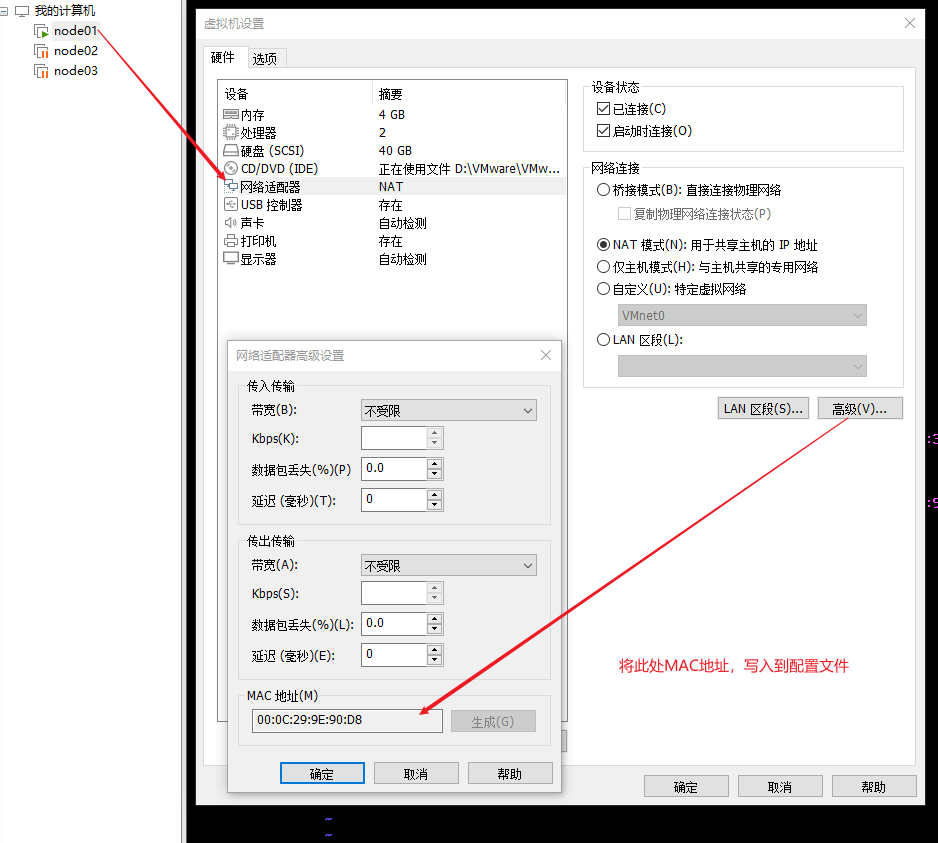 我的计算机
node01
node02
node03
虚拟机设置
硬件
选项
设备
摘要
内存
4 GB
处理器
2
硬盘 (SCSI)
40 GB
CD/DVD (IDE)
正在使用文件 D:\VMware\VMw...
网络适配器
NAT
USB 控制器
存在
声卡
自动检测
打印机
存在
显示器
自动检测
设备状态
已连接(C)
启动时连接(O)
网络连接
桥接模式(B): 直接连接物理网络
复制物理网络连接状态(P)
NAT 模式(N): 用于共享主机的 IP 地址
仅主机模式(H): 与主机共享的专用网络
自定义(U): 特定虚拟网络
VMnet0
LAN 区段(L):
LAN 区段(S)...
高级(V)...
网络适配器高级设置
传入传输
带宽(B):
不受限
Kbps(K):
数据包丢失(%)(P)
0.0
延迟 (毫秒)(T):
0
传出传输
带宽(A):
不受限
Kbps(S):
数据包丢失(%)(L):
0.0
延迟 (毫秒)(E):
0
MAC 地址(M)
00:0C:29:9E:90:D8
生成(G)
确定
取消
帮助
将此处MAC地址，写入到配置文件
确定
取消
帮助
~
~